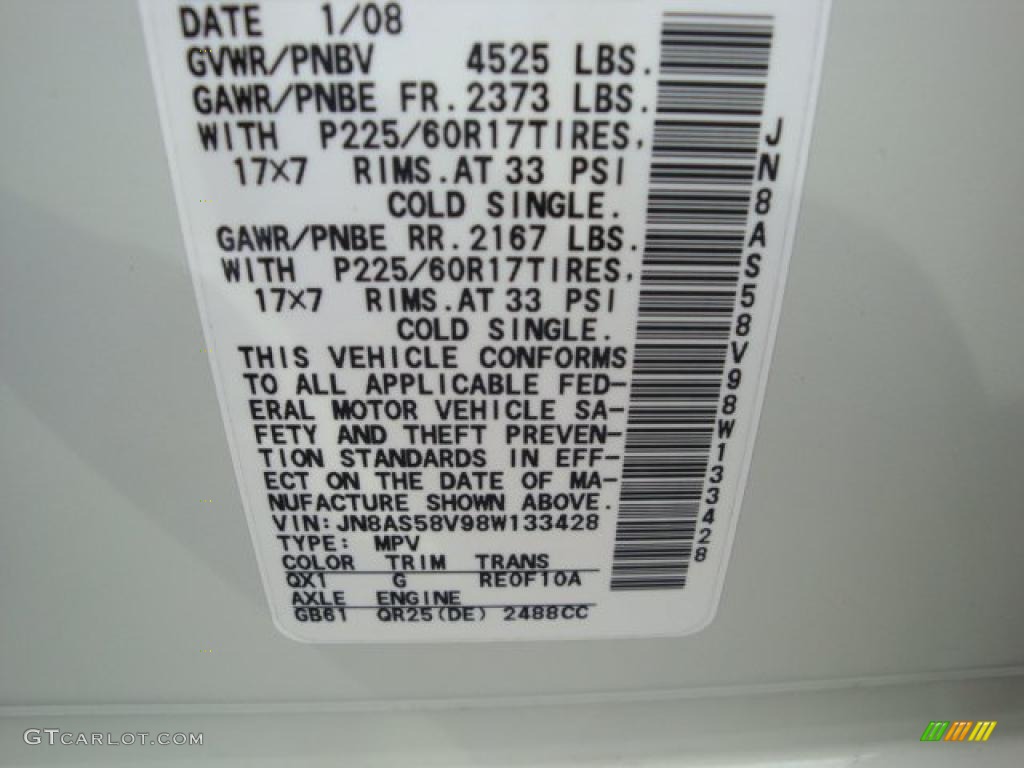 DATE 1/08
GVWR/PNBV 4525 LBS.
GAWR/PNBE FR. 2373 LBS.
WITH P225/60R17TIRES,
17X7 RIMS. AT 33 PSI
COLD SINGLE.
GAWR/PNBE RR. 2167 LBS.
WITH P225/60R17TIRES,
17X7 RIMS. AT 33 PSI
COLD SINGLE.
THIS VEHICLE CONFORMS
TO ALL APPLICABLE FED-
ERAL MOTOR VEHICLE SA-
FETY AND THEFT PREVEN-
TION STANDARDS IN EFF-
ECT ON THE DATE OF MA-
NUFACTURE SHOWN ABOVE.
VIN: JN8AS58V98W133428
TYPE: MPV
COLOR TRIM TRANS
QX1 G RE0F10A
AXLE ENGINE
GB61 QR25(DE) 2488CC
JN8AS58V98W133428
GTCARLOT.COM